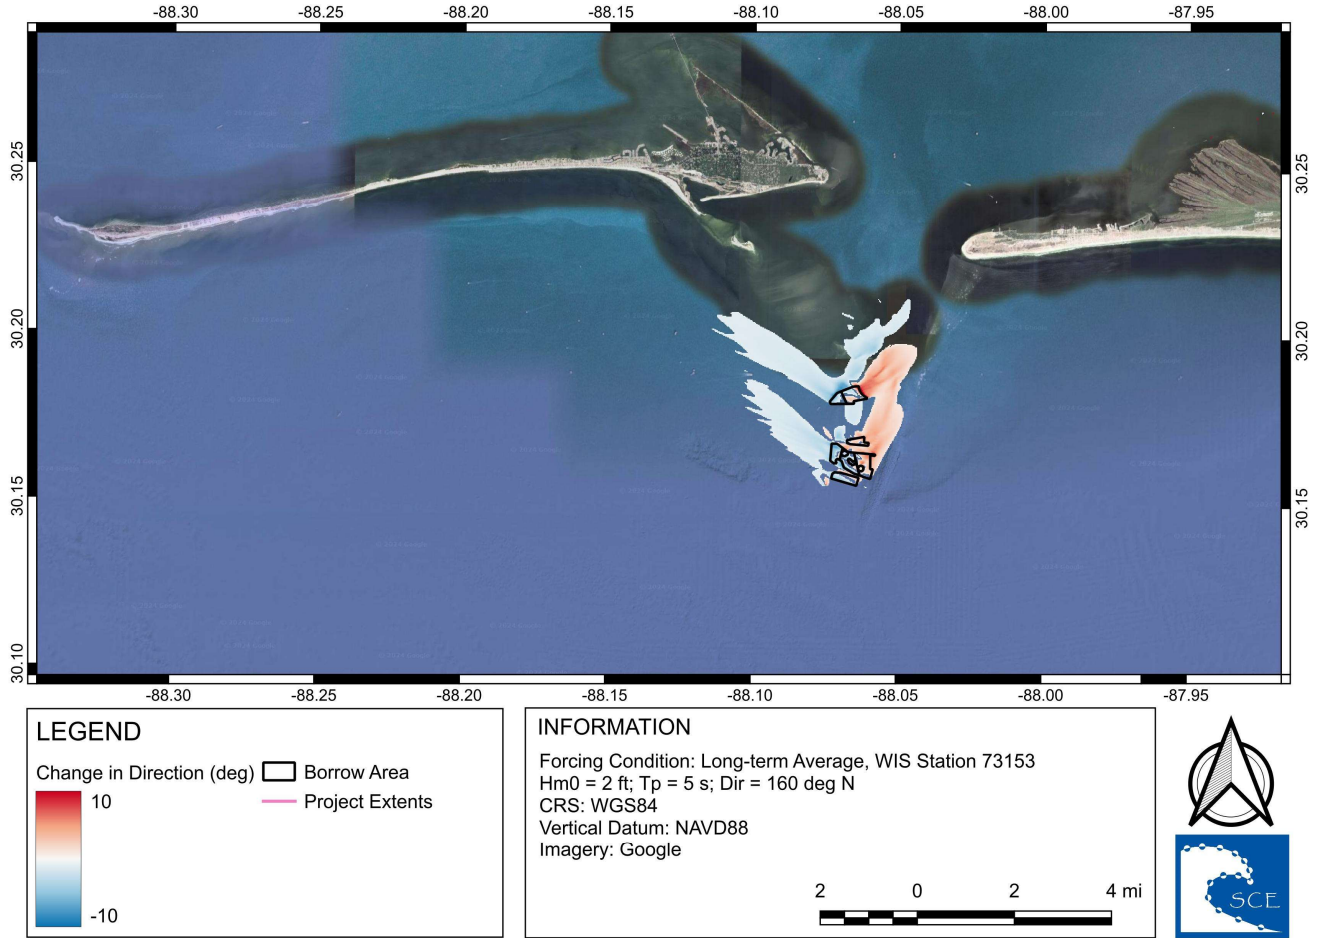 -88.30 -88.25 -88.20 -88.15 -88.10 -88.05 -88.00 -87.95
30.25 30.25
30.20 30.20
30.15 30.15
30.10
-88.30 -88.25 -88.20 -88.15 -88.10 -88.05 -88.00 -87.95
LEGEND
Change in Direction (deg) Borrow Area
10 Project Extents
-10
INFORMATION
Forcing Condition: Long-term Average, WIS Station 73153
Hm0 = 2 ft; Tp = 5 s; Dir = 160 deg N
CRS: WGS84
Vertical Datum: NAVD88
Imagery: Google
2 0 2 4 mi
SCE